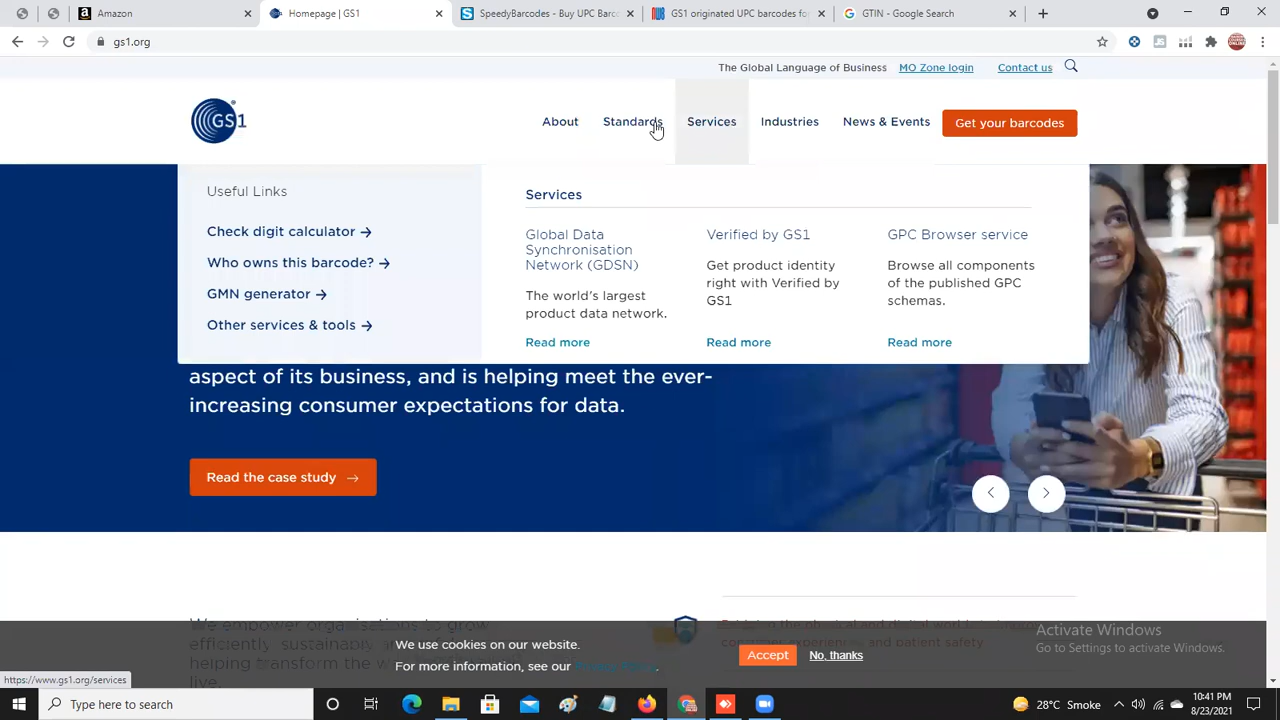 Amazon
Homepage | GS1
SpeedyBarcodes - Buy UPC Barc
GS1 originated UPC barcodes fo
GTIN - Google Search
gs1.org
The Global Language of Business
MO Zone login
Contact us
GS1
About
Standards
Services
Industries
News & Events
Get your barcodes
Useful Links
Check digit calculator
Who owns this barcode?
GMN generator
Other services & tools
Services
Global Data
Synchronisation
Network (GDSN)
The world's largest
product data network.
Read more
Verified by GS1
Get product identity
right with Verified by
GS1
Read more
GPC Browser service
Browse all components
of the published GPC
schemas.
Read more
aspect of its business, and is helping meet the ever-
increasing consumer expectations for data.
Read the case study
We empower organisations to grow
efficiently, sustainably
helping transform the w
live.
consumer experien
and patient safety
We use cookies on our website.
For more information, see our Privacy Policy.
Accept
No, thanks
Activate Windows
Go to Settings to activate Windows.
https://www.gs1.org/services
Type here to search
28°C Smoke
10:41 PM
8/23/2021